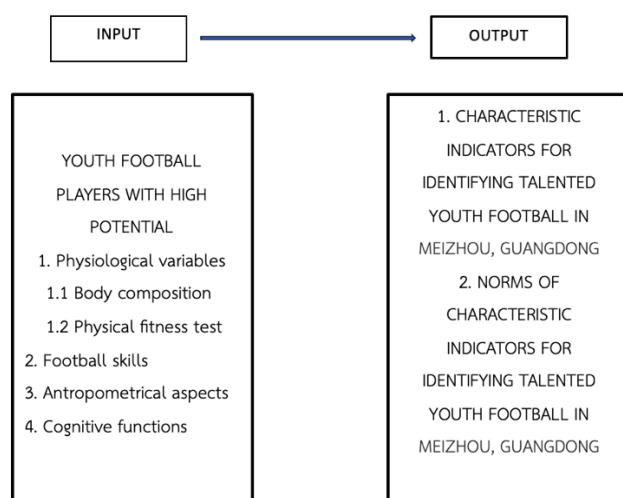 INPUT
OUTPUT
YOUTH FOOTBALL
PLAYERS WITH HIGH
POTENTIAL
1. Physiological variables
1.1 Body composition
1.2 Physical fitness test
2. Football skills
3. Antropometrical aspects
4. Cognitive functions
1. CHARACTERISTIC
INDICATORS FOR
IDENTIFYING TALENTED
YOUTH FOOTBALL IN
MEIZHOU, GUANGDONG
2. NORMS OF
CHARACTERISTIC
INDICATORS FOR
IDENTIFYING TALENTED
YOUTH FOOTBALL IN
MEIZHOU, GUANGDONG